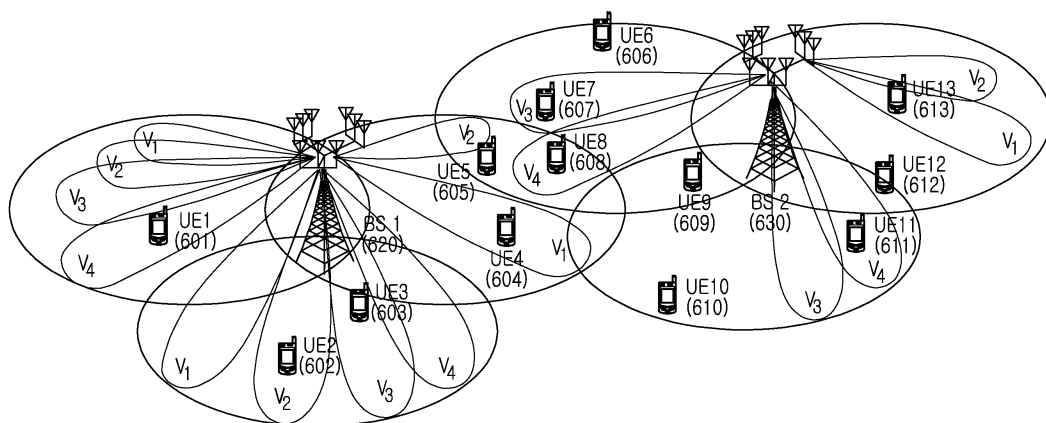 UE6
(606)
UE7
(607)
V3
UE8
(608)
V4
V2
UE13
(613)
V1
V1
V2
V3
V4
UE1
(601)
BS 1
(620)
V2
UE5
(605)
UE4
(604)
V1
UE9
(609)
BS 2
(630)
UE12
(612)
UE11
(611)
V4
V3
UE10
(610)
UE3
(603)
UE2
(602)
V1
V2
V3
V4